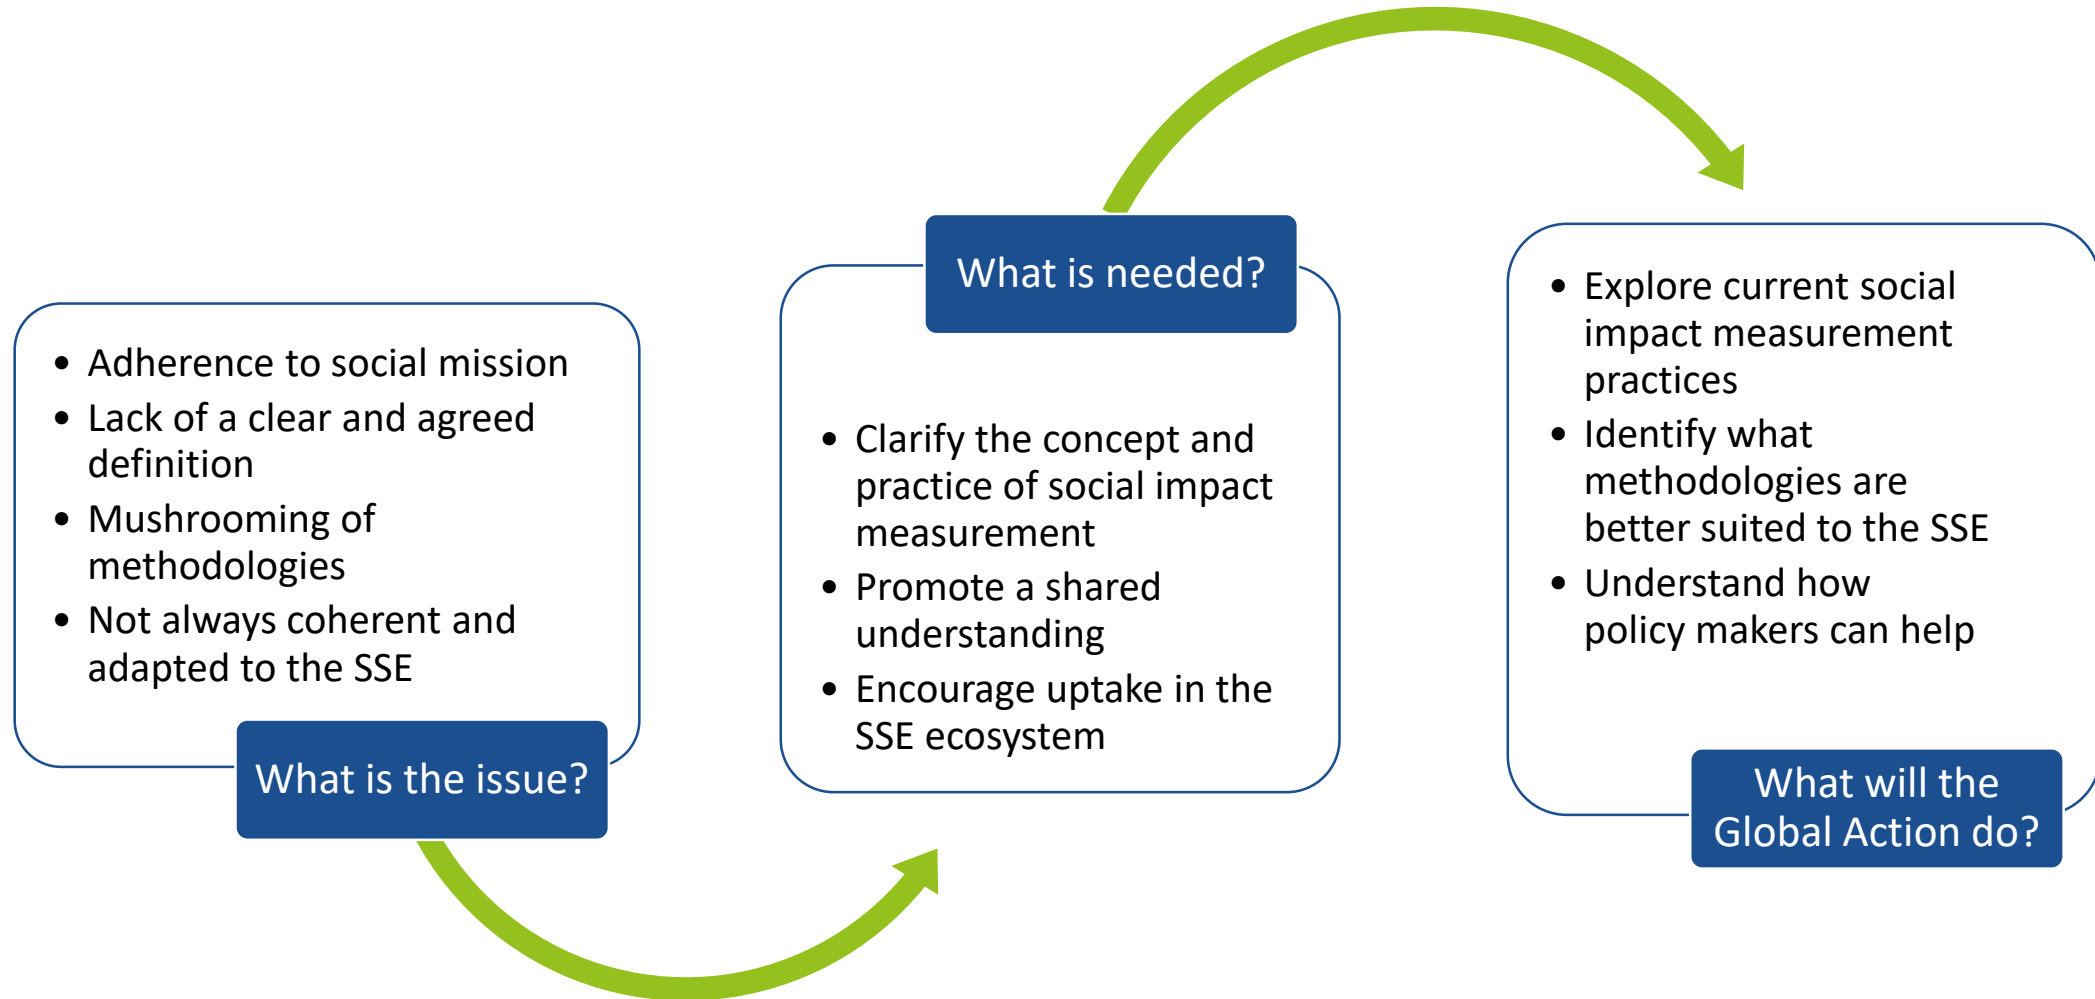 • Adherence to social mission
• Lack of a clear and agreed
definition
• Mushrooming of
methodologies
• Not always coherent and
adapted to the SSE
What is the issue?
What is needed?
• Clarify the concept and
practice of social impact
measurement
• Promote a shared
understanding
• Encourage uptake in the
SSE ecosystem
• Explore current social
impact measurement
practices
• Identify what
methodologies are
better suited to the SSE
• Understand how
policy makers can help
What will the
Global Action do?